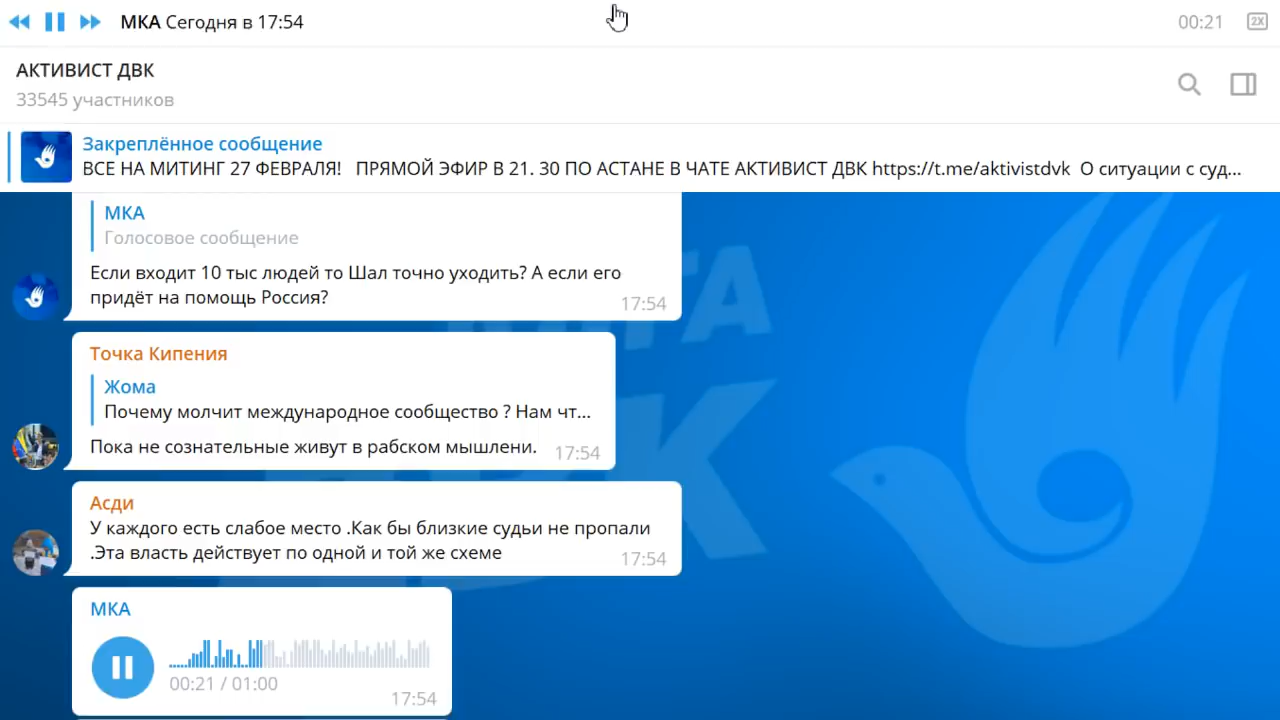 МКА Сегодня в 17:54
00:21
2X
АКТИВИСТ ДВК
33545 участников
Закреплённое сообщение
ВСЕ НА МИТИНГ 27 ФЕВРАЛЯ! ПРЯМОЙ ЭФИР В 21. 30 ПО АСТАНЕ В ЧАТЕ АКТИВИСТ ДВК https://t.me/aktivistdvk О ситуации с суд...
МКА
Голосовое сообщение
Если входит 10 тыс людей то Шал точно уходить? А если его
придёт на помощь Россия?
17:54
Точка Кипения
Жома
Почему молчит международное сообщество ? Нам чт...
Пока не сознательные живут в рабском мышлени.
17:54
Асди
У каждого есть слабое место .Как бы близкие судьи не пропали
.Эта власть действует по одной и той же схеме
17:54
МКА
00:21 / 01:00
17:54